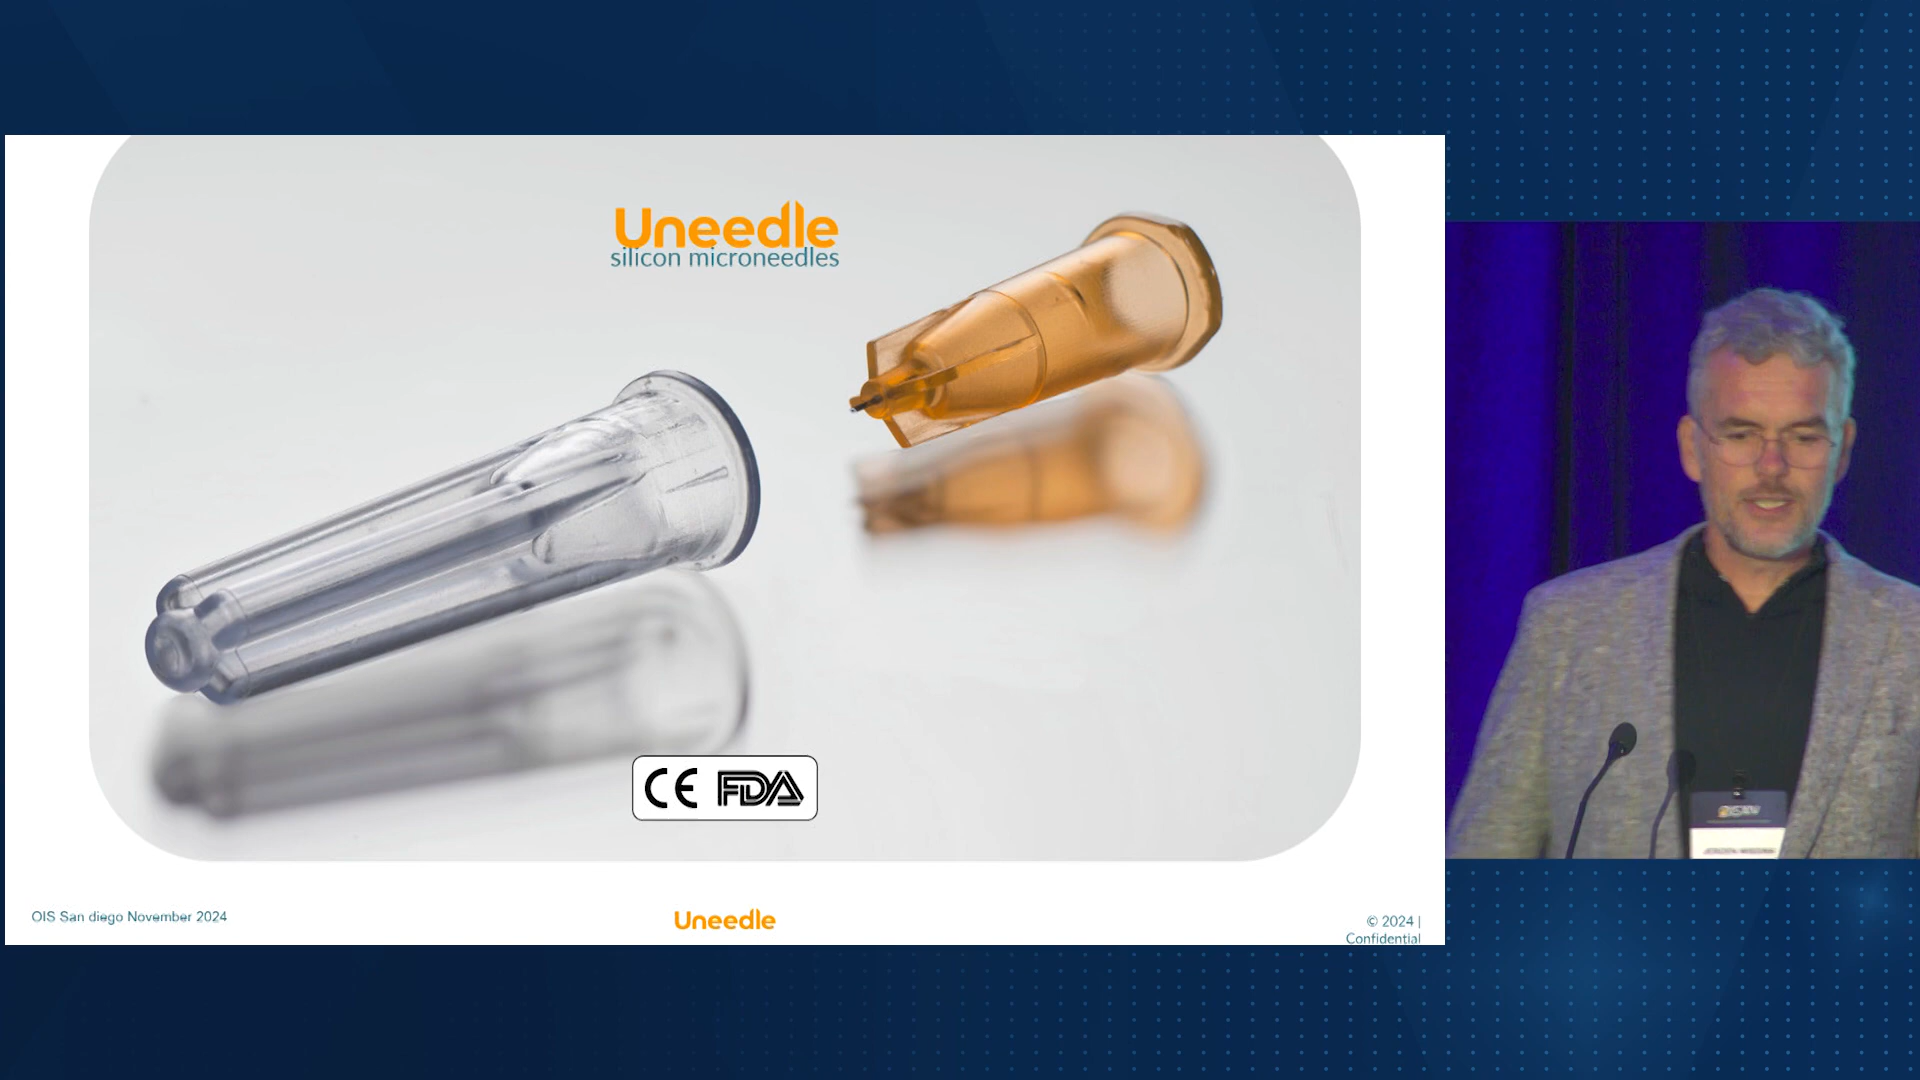 Uneedle
silicon microneedles
CE FDA
OIS San diego November 2024
Uneedle
© 2024 |
Confidential